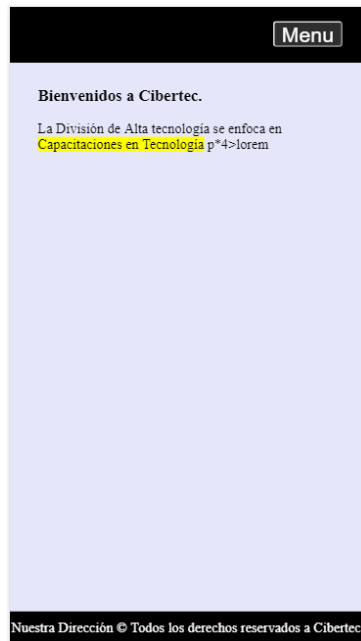 Menu
Bienvenidos a Cibertec.
La División de Alta tecnología se enfoca en
Capacitaciones en Tecnología p*4>lorem
Nuestra Dirección © Todos los derechos reservados a Cibertec